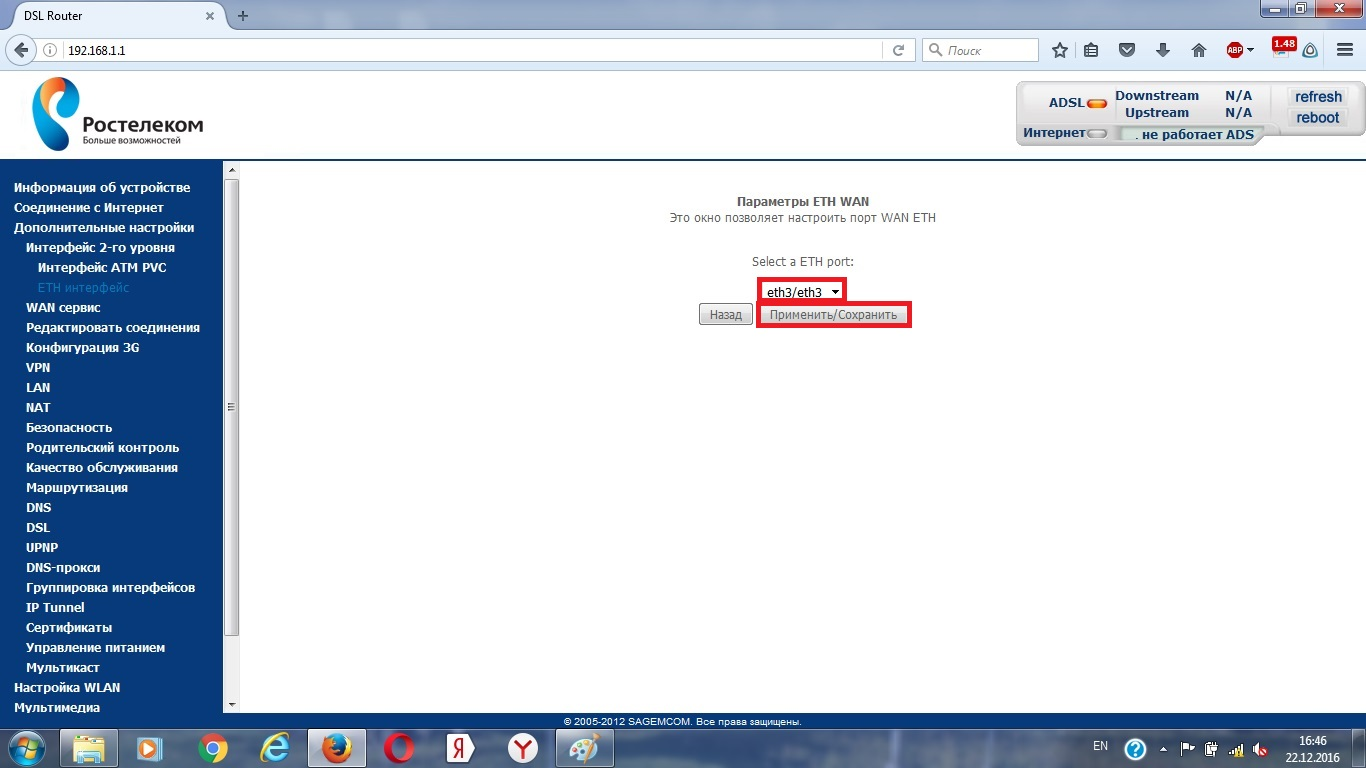 DSL Router
192.168.1.1
Поиск
ABP
1.48
Ростелеком
Больше возможностей
ADSL
Downstream N/A
Upstream N/A
Интернет
. не работает ADS
refresh
reboot
Информация об устройстве
Соединение с Интернет
Дополнительные настройки
Интерфейс 2-го уровня
Интерфейс ATM PVC
ETH интерфейс
WAN сервис
Редактировать соединения
Конфигурация 3G
VPN
LAN
NAT
Безопасность
Родительский контроль
Качество обслуживания
Маршрутизация
DNS
DSL
UPNP
DNS-прокси
Группировка интерфейсов
IP Tunnel
Сертификаты
Управление питанием
Мультикаст
Настройка WLAN
Мультимедиа
Параметры ETH WAN
Это окно позволяет настроить порт WAN ETH
Select a ETH port:
eth3/eth3
Назад
Применить/Сохранить
© 2005-2012 SAGEMCOM. Все права защищены.
EN
16:46
22.12.2016